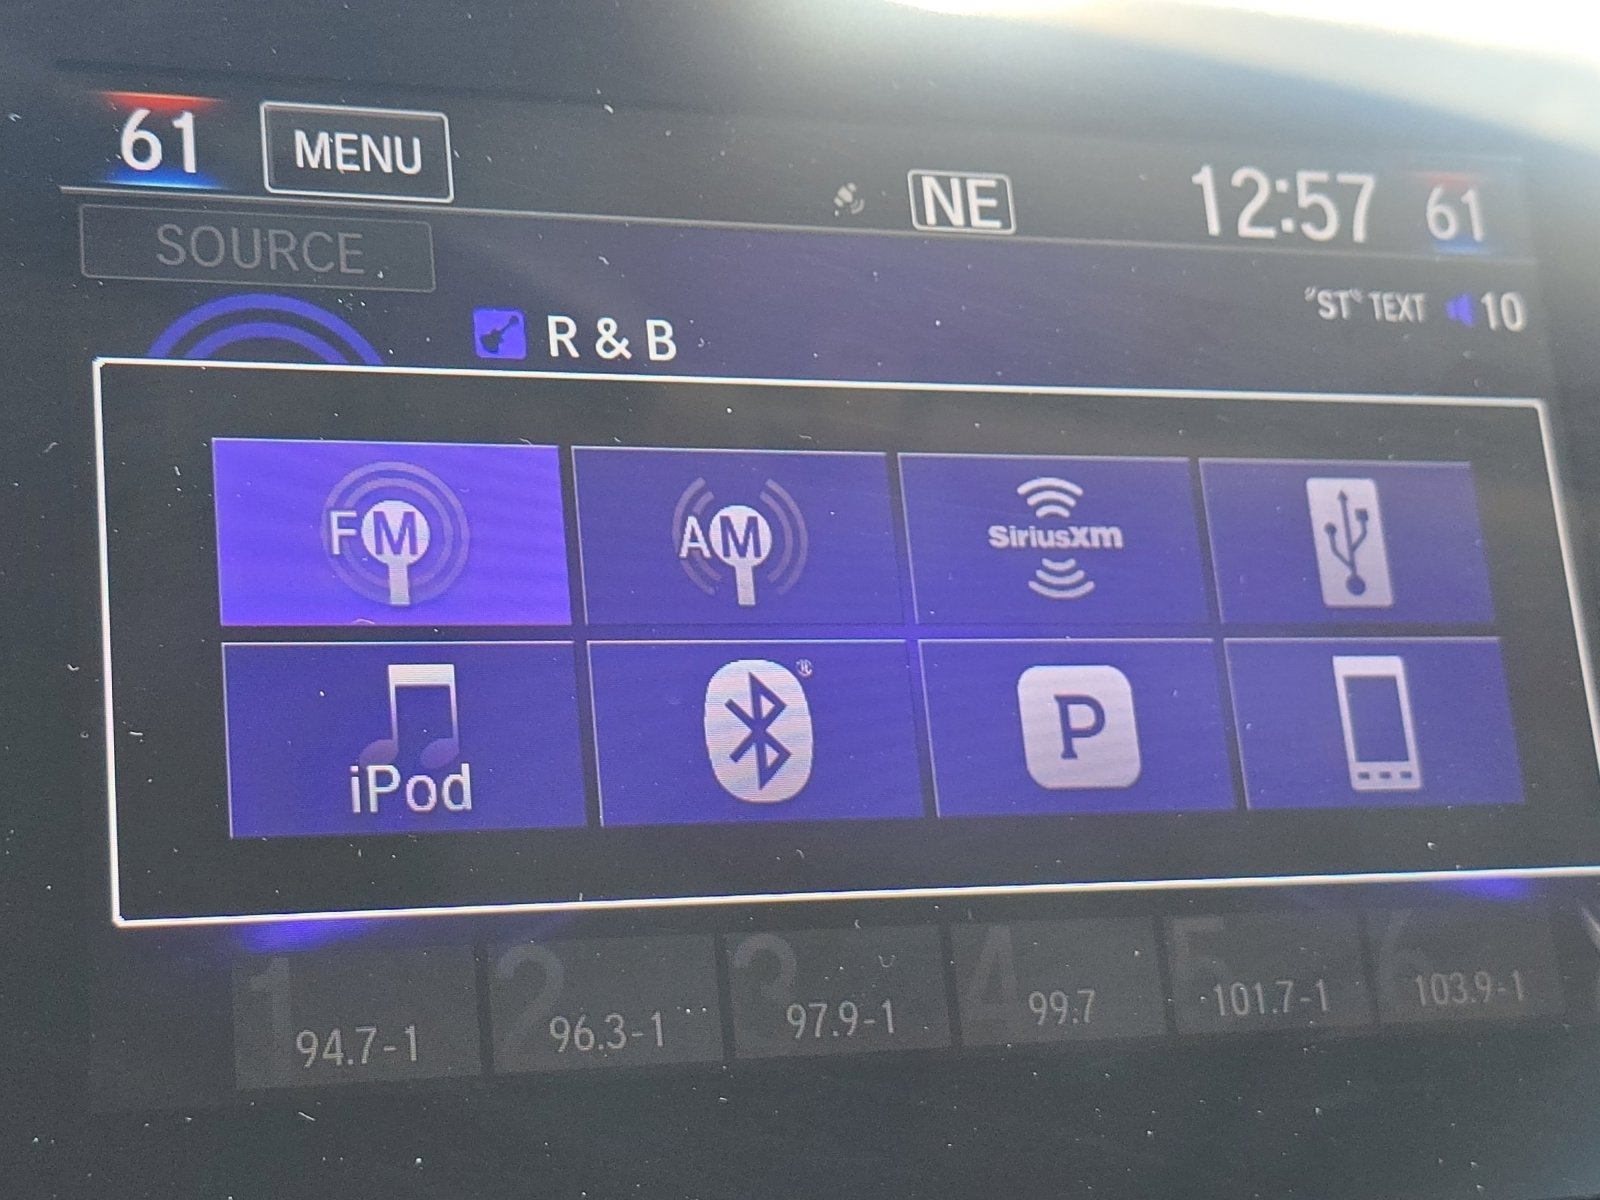 61 MENU NE 12:57 61
SOURCE
"ST" TEXT 10
R & B
FM AM SiriusXM
iPod ® P
1 2 3 4 5 6
94.7-1 96.3-1 97.9-1 99.7 101.7-1 103.9-1